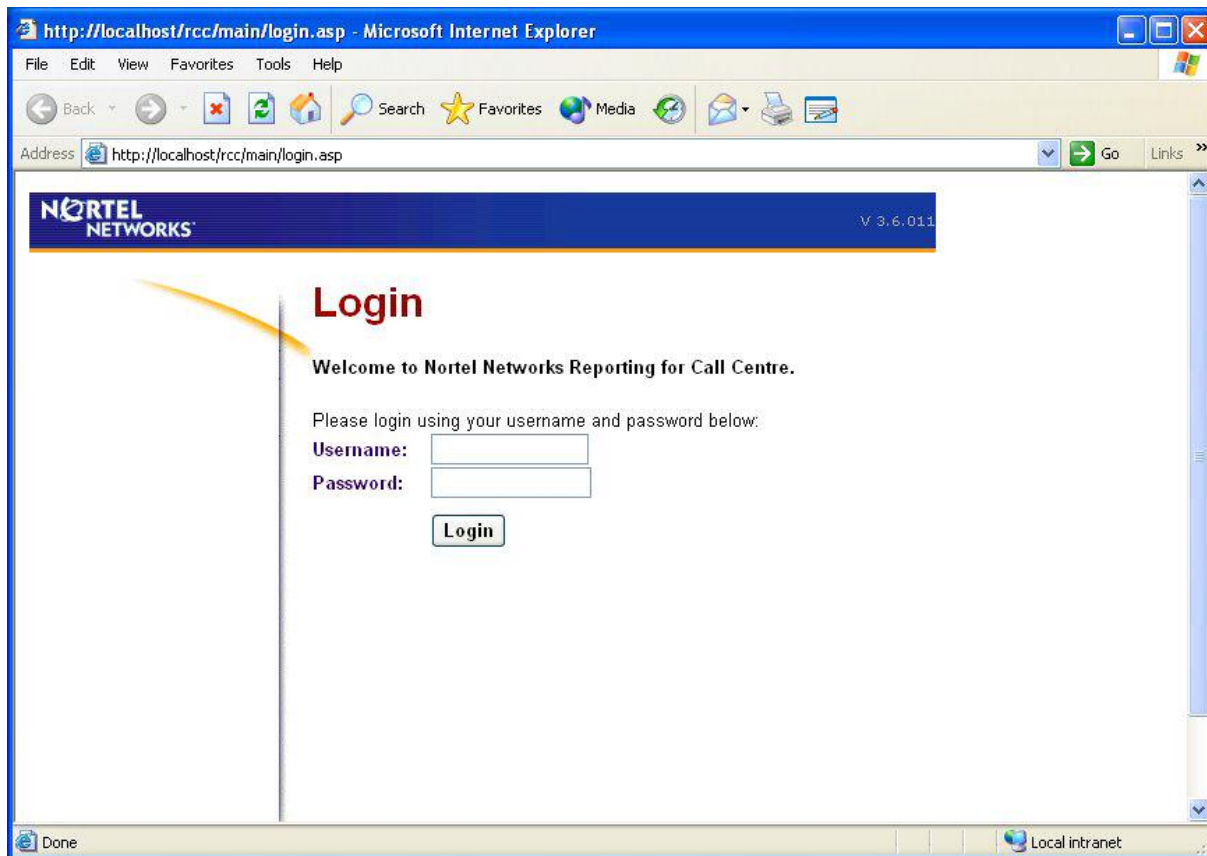 http://localhost/rcc/main/login.asp - Microsoft Internet Explorer
File Edit View Favorites Tools Help
Back Search Favorites Media
Address http://localhost/rcc/main/login.asp Go Links »
NORTEL
NETWORKS
V 3.6.011
Login
Welcome to Nortel Networks Reporting for Call Centre.
Please login using your username and password below:
Username:
Password:
Login
Done Local intranet